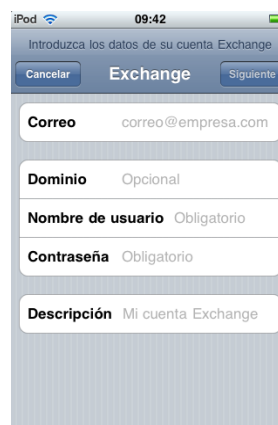 iPod 09:42
Introduzca los datos de su cuenta Exchange
Cancelar Exchange Siguiente
Correo correo@empresa.com
Dominio Opcional
Nombre de usuario Obligatorio
Contraseña Obligatorio
Descripción Mi cuenta Exchange